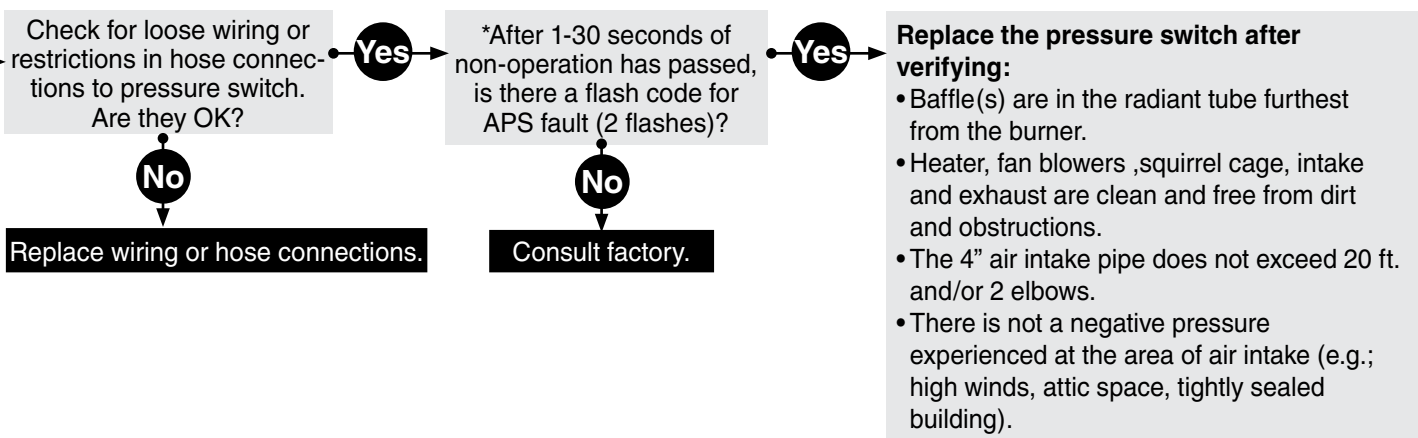 Check for loose wiring or
restrictions in hose connec-
tions to pressure switch.
Are they OK?
Yes
No
Replace wiring or hose connections.
*After 1-30 seconds of
non-operation has passed,
is there a flash code for
APS fault (2 flashes)?
Yes
No
Consult factory.
Replace the pressure switch after
verifying:
• Baffle(s) are in the radiant tube furthest
from the burner.
• Heater, fan blowers ,squirrel cage, intake
and exhaust are clean and free from dirt
and obstructions.
• The 4” air intake pipe does not exceed 20 ft.
and/or 2 elbows.
• There is not a negative pressure
experienced at the area of air intake (e.g.;
high winds, attic space, tightly sealed
building).